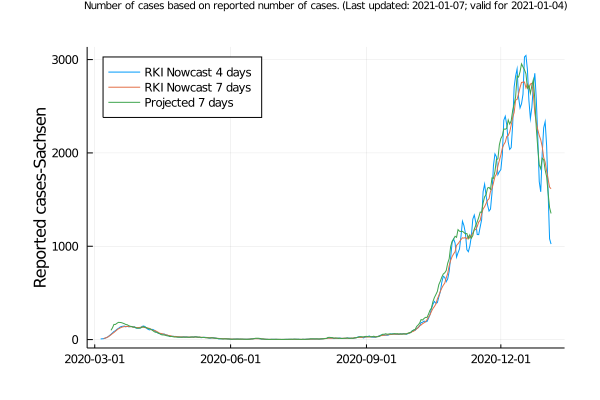 Number of cases based on reported number of cases. (Last updated: 2021-01-07; valid for 2021-01-04)
3000
RKI Nowcast 4 days
RKI Nowcast 7 days
Projected 7 days
2000
Reported cases-Sachsen
1000
0
2020-03-01 2020-06-01 2020-09-01 2020-12-01